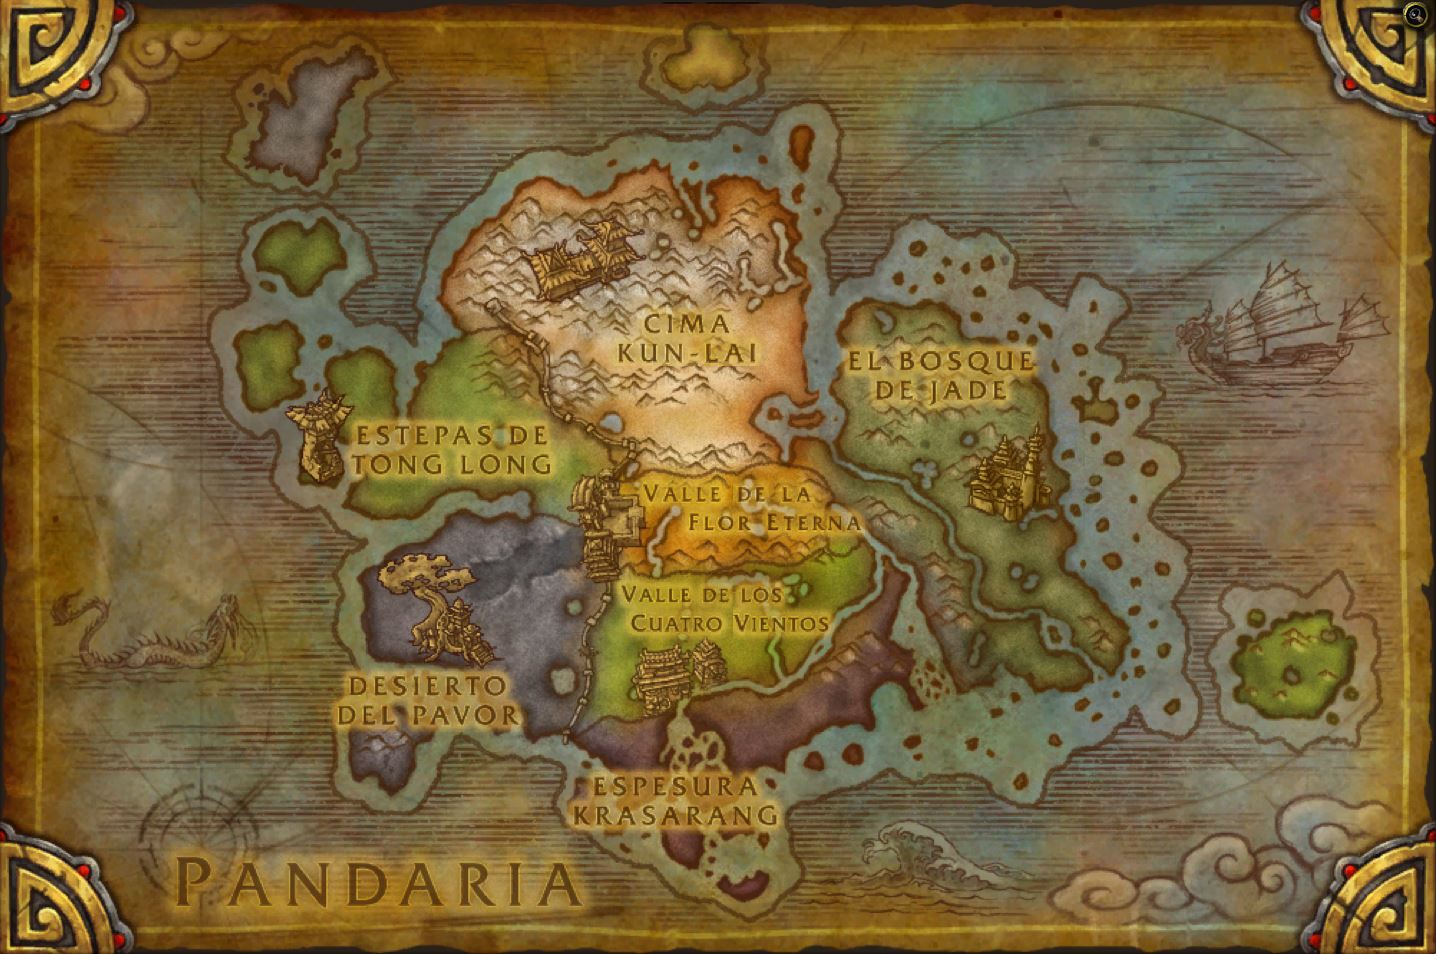 CIMA
KUN-LAI
EL BOSQUE
DE JADE
ESTEPAS DE
TONG LONG
VALLE DE LA
FLOR ETERNA
VALLE DE LOS
CUATRO VIENTOS
DESIERTO
DEL PAVOR
ESPESURA
KRASARANG
PANDARIA